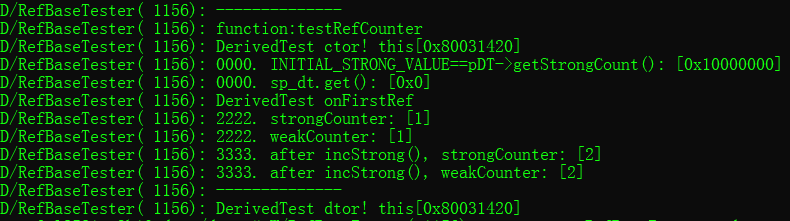 D/RefBaseTester( 1156): --------------
D/RefBaseTester( 1156): function:testRefCounter
D/RefBaseTester( 1156): DerivedTest ctor! this[0x80031420]
D/RefBaseTester( 1156): 0000. INITIAL_STRONG_VALUE==pDT->getStrongCount(): [0x10000000]
D/RefBaseTester( 1156): 0000. sp_dt.get(): [0x0]
D/RefBaseTester( 1156): DerivedTest onFirstRef
D/RefBaseTester( 1156): 2222. strongCounter: [1]
D/RefBaseTester( 1156): 2222. weakCounter: [1]
D/RefBaseTester( 1156): 3333. after incStrong(), strongCounter: [2]
D/RefBaseTester( 1156): 3333. after incStrong(), weakCounter: [2]
D/RefBaseTester( 1156): --------------
D/RefBaseTester( 1156): DerivedTest dtor! this[0x80031420]